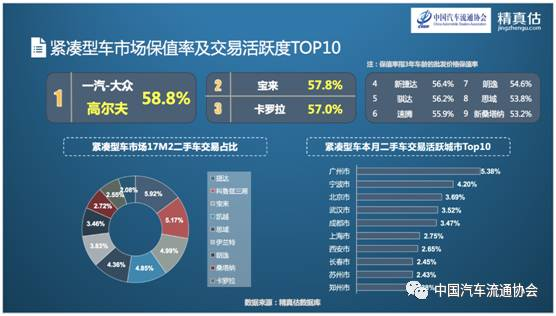 中国汽车流通协会
精真估
jingzhengu.com
紧凑型车市场保值率及交易活跃度TOP10
注：保值率指3年车龄的批发价格保值率
1 一汽-大众 高尔夫 58.8%
2 宝来 57.8%
3 卡罗拉 57.0%
4 新捷达 56.4% 7 朗逸 54.6%
5 骐达 56.2% 8 思域 53.8%
6 速腾 55.9% 9 新桑塔纳 53.2%
紧凑型车市场17M2二手车交易占比
5.92%
5.17%
4.99%
4.85%
4.36%
3.83%
3.46%
2.72%
2.55%
2.08%
捷达
宝来
凯越
思域
伊兰特
朗逸
桑塔纳
卡罗拉
紧凑型车本月二手车交易活跃城市Top10
广州市 5.38%
宁波市 4.20%
北京市 3.69%
武汉市 3.52%
成都市 3.47%
上海市 2.75%
西安市 2.65%
长春市 2.45%
苏州市 2.43%
郑州市
数据来源：精真估数据库
中国汽车流通协会